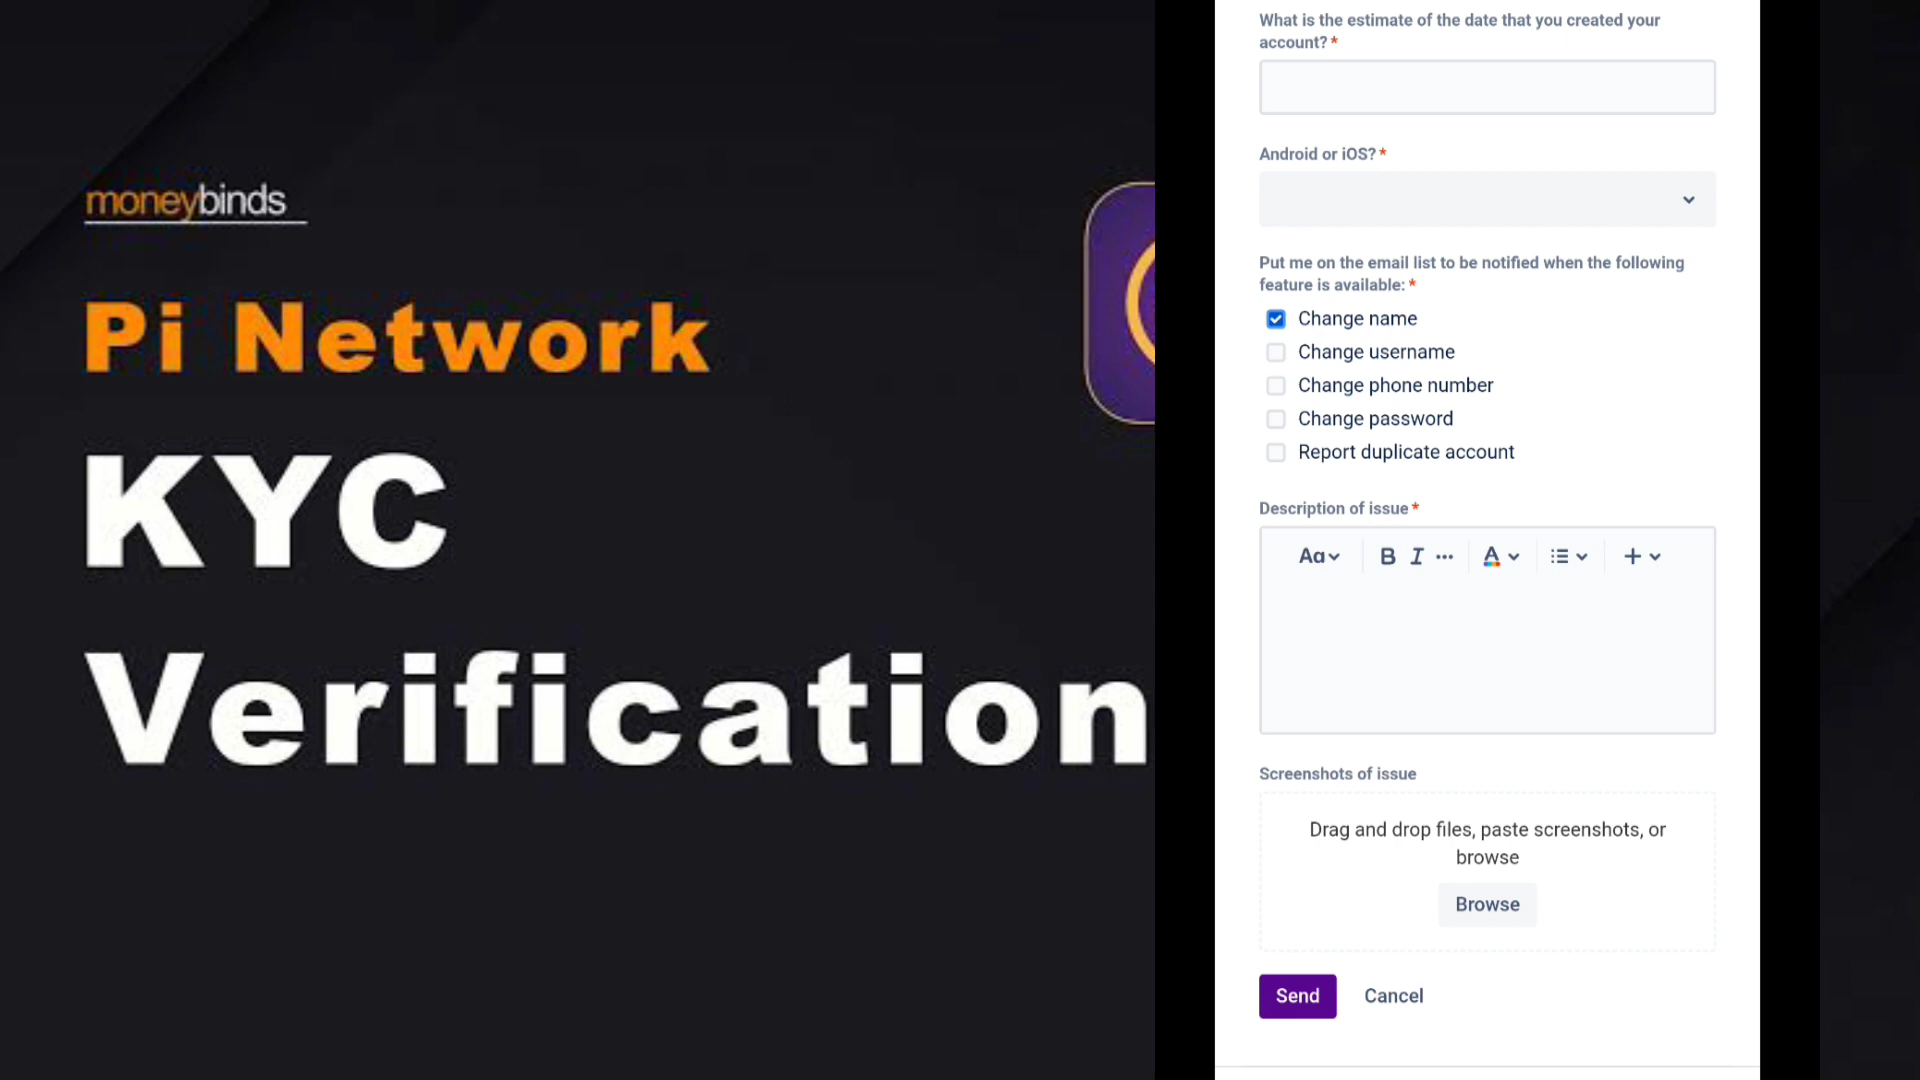 moneybinds
Pi Network
KYC
Verification
What is the estimate of the date that you created your
account? *
Android or iOS? *
Put me on the email list to be notified when the following
feature is available: *
Change name
Change username
Change phone number
Change password
Report duplicate account
Description of issue *
Aa B I ... A +
Screenshots of issue
Drag and drop files, paste screenshots, or
browse
Browse
Send Cancel